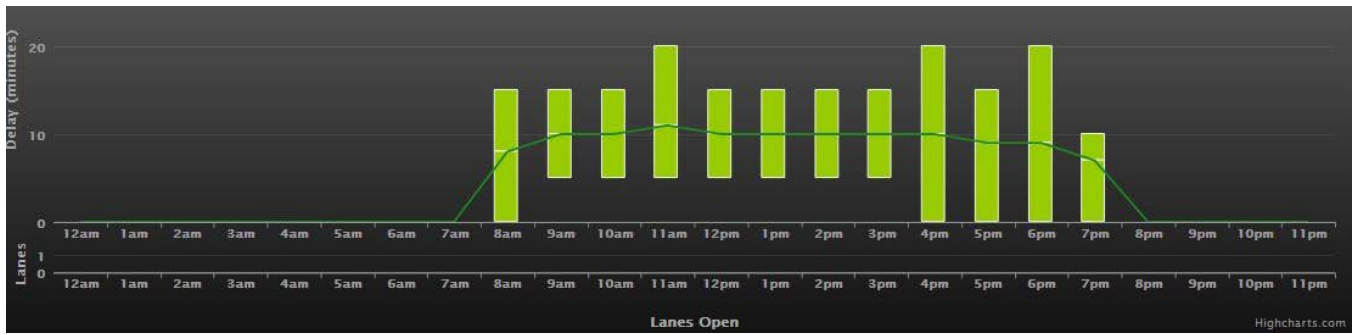 Delay (minutes)
20
10
0
12am 1am 2am 3am 4am 5am 6am 7am 8am 9am 10am 11am 12pm 1pm 2pm 3pm 4pm 5pm 6pm 7pm 8pm 9pm 10pm 11pm
Lanes
1
0
12am 1am 2am 3am 4am 5am 6am 7am 8am 9am 10am 11am 12pm 1pm 2pm 3pm 4pm 5pm 6pm 7pm 8pm 9pm 10pm 11pm
Lanes Open
Highcharts.com